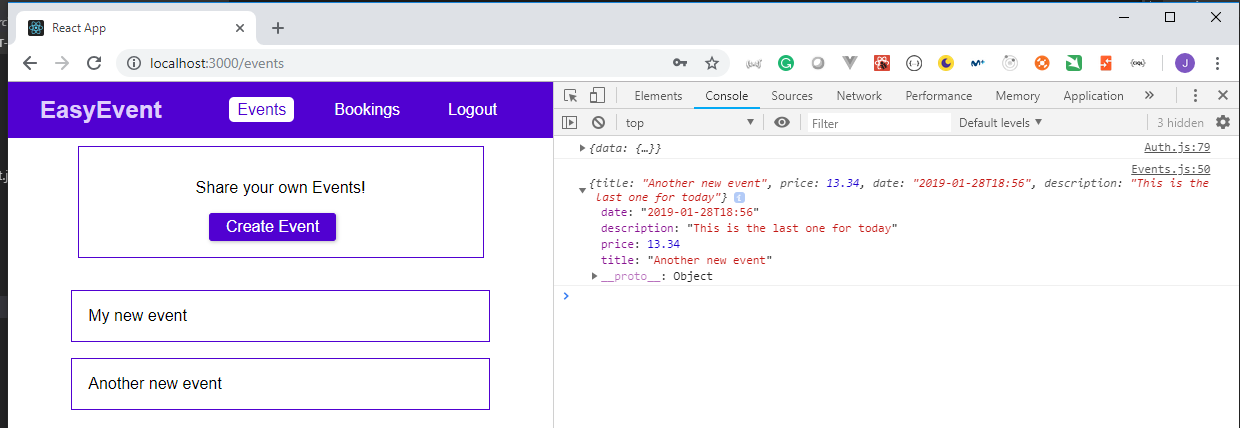 React App
localhost:3000/events
J
EasyEvent Events Bookings Logout
Share your own Events!
Create Event
My new event
Another new event
Elements Console Sources Network Performance Memory Application »
top Filter Default levels 3 hidden
{data: {…}} Auth.js:79
Events.js:50
{title: "Another new event", price: 13.34, date: "2019-01-28T18:56", description: "This is the
last one for today"} i
date: "2019-01-28T18:56"
description: "This is the last one for today"
price: 13.34
title: "Another new event"
__proto__: Object